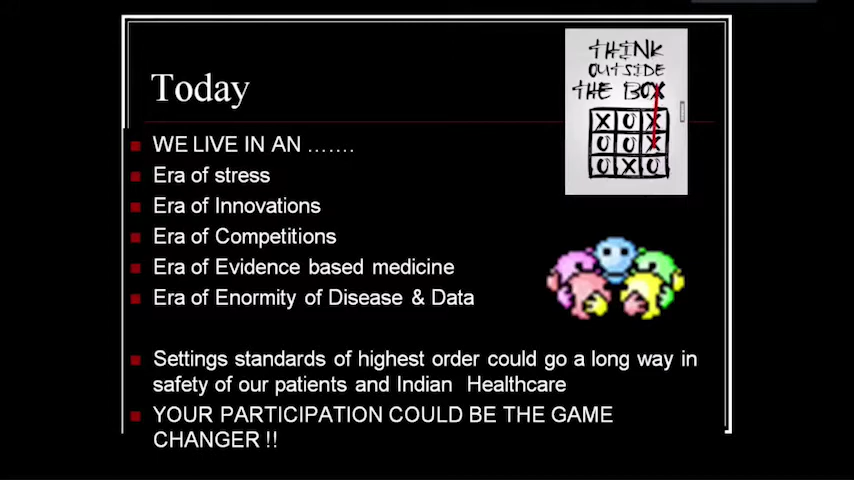 Today
THINK
OUTSIDE
THE BOX
X O X
O O X
O X O
WE LIVE IN AN …….
Era of stress
Era of Innovations
Era of Competitions
Era of Evidence based medicine
Era of Enormity of Disease & Data
Settings standards of highest order could go a long way in
safety of our patients and Indian Healthcare
YOUR PARTICIPATION COULD BE THE GAME
CHANGER !!